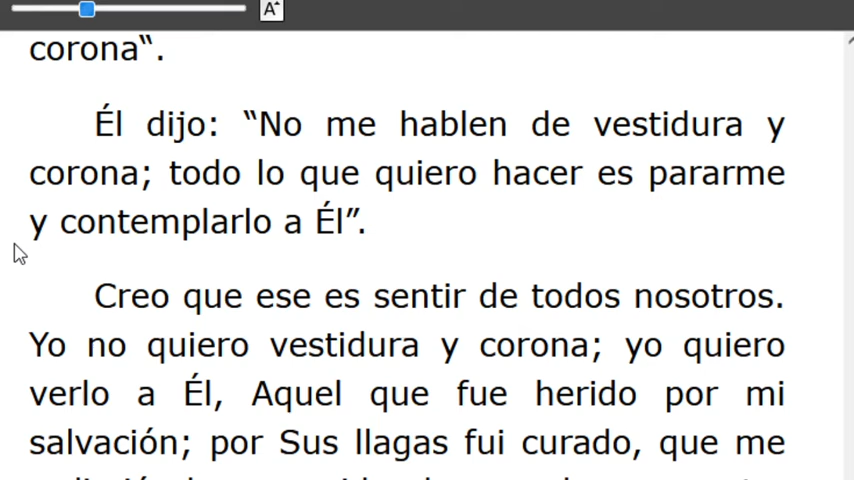 A
corona“.
Él dijo: “No me hablen de vestidura y
corona; todo lo que quiero hacer es pararme
y contemplarlo a Él”.
Creo que ese es sentir de todos nosotros.
Yo no quiero vestidura y corona; yo quiero
verlo a Él, Aquel que fue herido por mi
salvación; por Sus llagas fui curado, que me